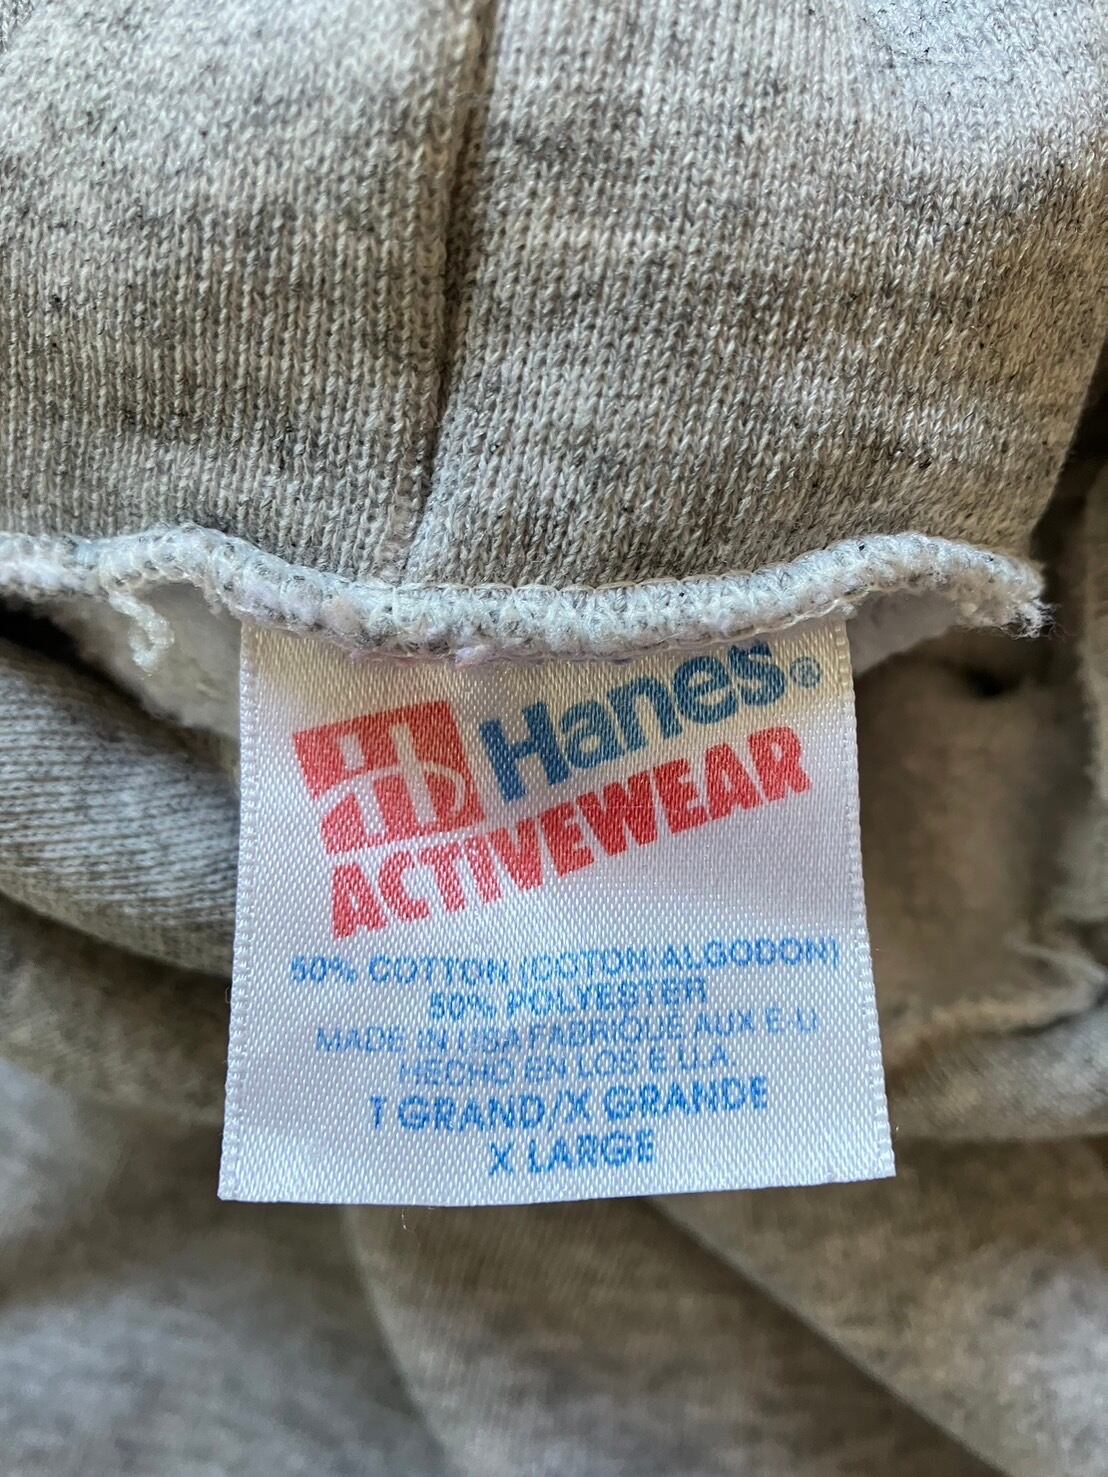 Hanes®
ACTIVEWEAR
50% COTTON (COTON/ALGODON)
50% POLYESTER
MADE IN USA FABRIQUE AUX E-U
HECHO EN LOS E.U.A
T GRAND/X GRANDE
X LARGE